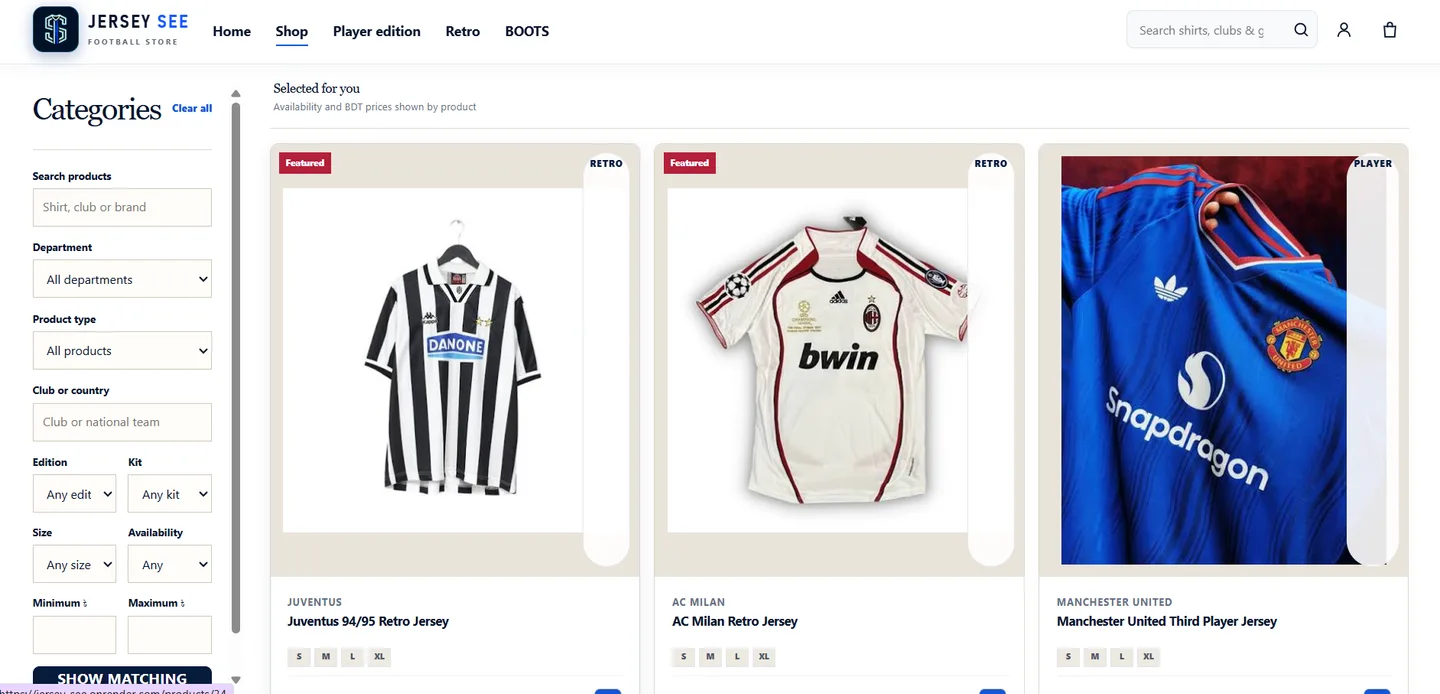 JERSEY SEE
FOOTBALL STORE
Home
Shop
Player edition
Retro
BOOTS
Search shirts, clubs & g
Categories
Clear all
Search products
Shirt, club or brand
Department
All departments
Product type
All products
Club or country
Club or national team
Edition
Kit
Any edit
Any kit
Size
Availability
Any size
Any
Minimum ৳
Maximum ৳
SHOW MATCHING
Selected for you
Availability and BDT prices shown by product
Featured
RETRO
DANONE
JUVENTUS
Juventus 94/95 Retro Jersey
S M L XL
Featured
RETRO
adidas
bwin
AC MILAN
AC Milan Retro Jersey
S M L XL
PLAYER
MANCHESTER
UNITED
Snapdragon
MANCHESTER UNITED
Manchester United Third Player Jersey
S M L XL